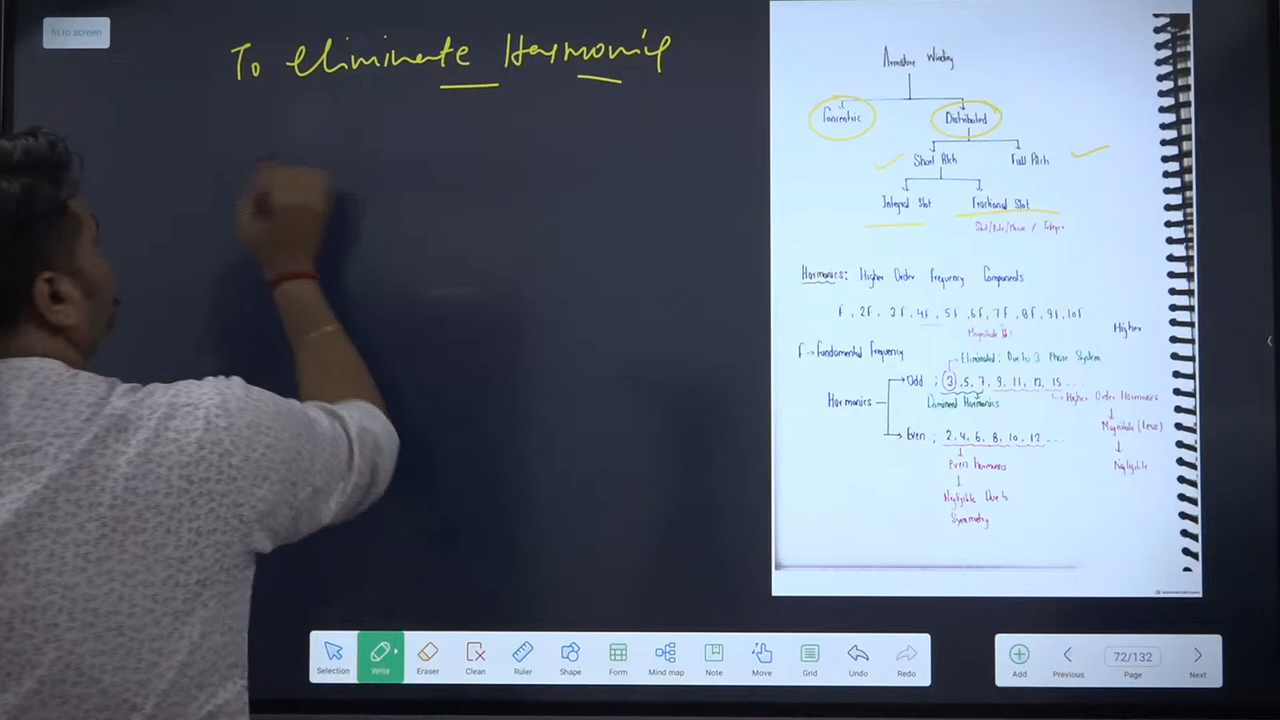 fit to screen
To eliminate Harmonic
Armature Winding
Concentric
Distributed
Short Pitch
Full Pitch
Integral Slot
Fractional Slot
Slot/Pole/Phase ≠ Integer
Harmonics: Higher Order Frequency Components
F, 2F, 3F, 4F, 5F, 6F, 7F, 8F, 9F, 10F
Higher
F → Fundamental Frequency
Eliminated: Due to 3 Phase System
Odd ; 3, 5, 7, 9, 11, 13, 15 ...
Harmonics
Dominant Harmonics
Higher Order Harmonics
Magnitude (Less)
Negligible
Even ; 2, 4, 6, 8, 10, 12 ...
Even harmonics
Negligible Due to
Symmetry
Selection
Write
Eraser
Clean
Ruler
Shape
Form
Mind map
Note
Move
Grid
Undo
Redo
Add
Previous
72/132
Page
Next